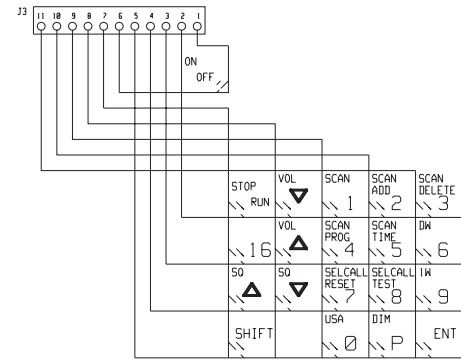 J3
11 10 9 8 7 6 5 4 3 2 1
ON
OFF
STOP
RUN
VOL
SCAN
1
SCAN
ADD
2
SCAN
DELETE
3
16
VOL
SCAN
PROG
4
SCAN
TIME
5
DW
6
SQ
SQ
SELCALL
RESET
7
SELCALL
TEST
8
1W
9
SHIFT
USA
0
DIM
P
ENT